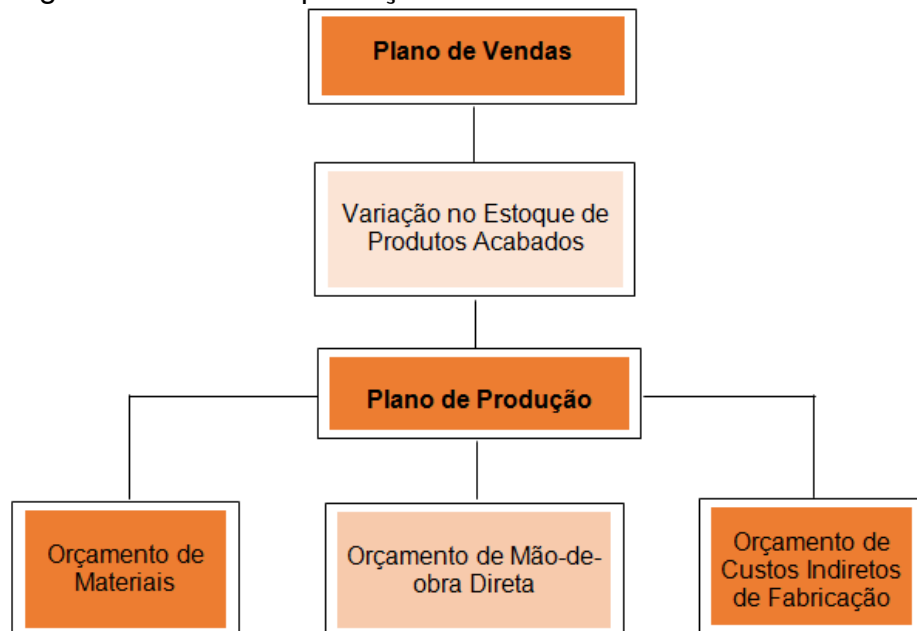 Plano de Vendas
Variação no Estoque de
Produtos Acabados
Plano de Produção
Orçamento de
Materiais
Orçamento de Mão-de-
obra Direta
Orçamento de
Custos Indiretos
de Fabricação